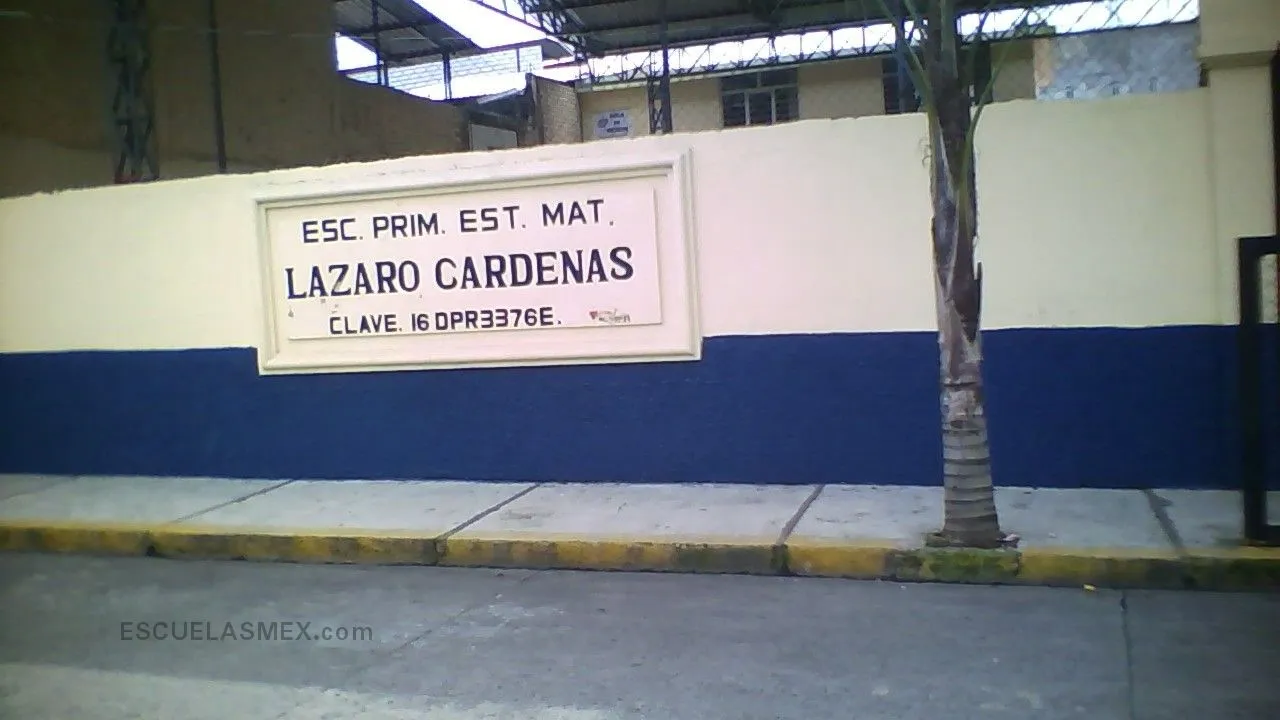 ESC. PRIM. EST. MAT.
LAZARO CARDENAS
CLAVE. 16 DPR3376E.
ESCUELASMEX.com